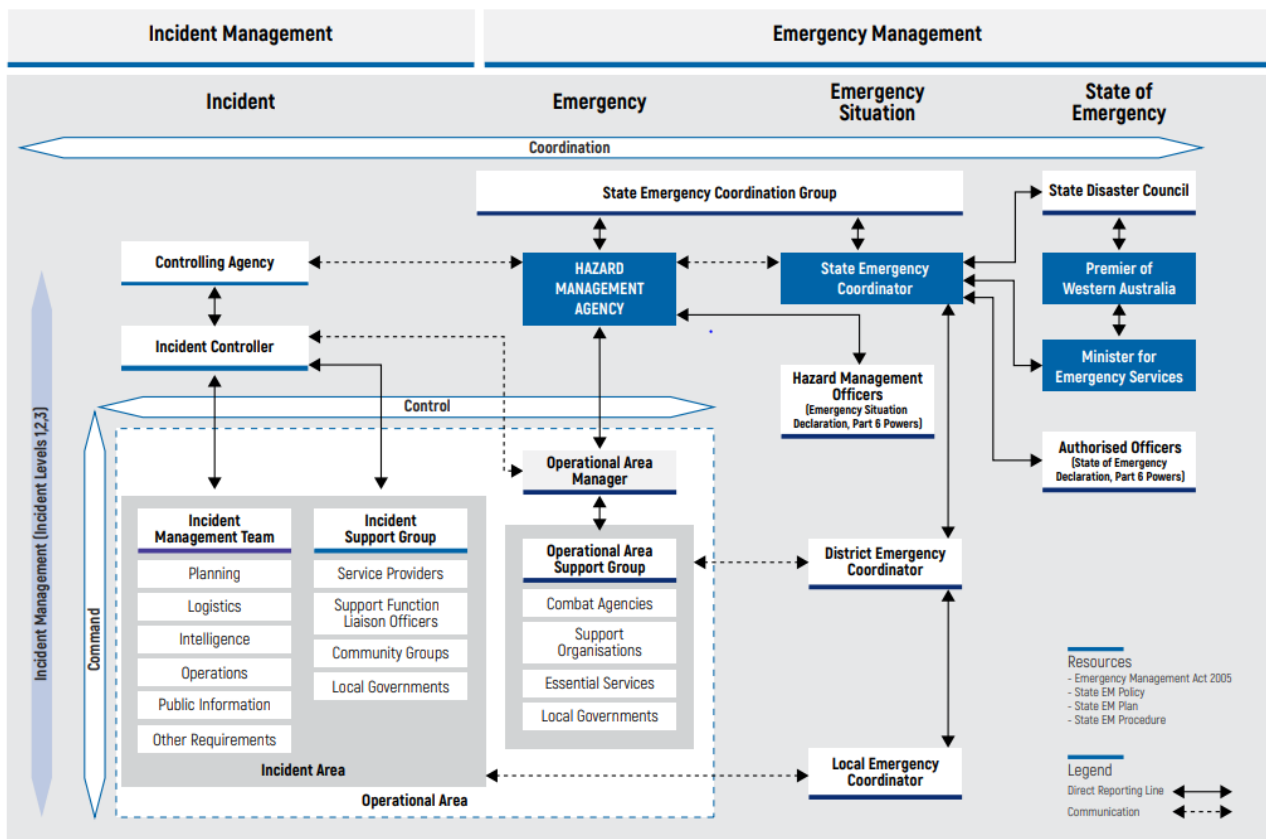 Incident Management
Emergency Management
Incident
Emergency
Emergency
Situation
State of
Emergency
Coordination
State Emergency Coordination Group
State Disaster Council
Controlling Agency
HAZARD
MANAGEMENT
AGENCY
State Emergency
Coordinator
Premier of
Western Australia
Incident Controller
Minister for
Emergency Services
Hazard Management
Officers
(Emergency Situation
Declaration, Part 6 Powers)
Control
Authorised Officers
(State of Emergency
Declaration, Part 6 Powers)
Operational Area
Manager
Incident Management (Incident Levels 1,2,3)
Command
Incident
Management Team
Planning
Logistics
Intelligence
Operations
Public Information
Other Requirements
Incident
Support Group
Service Providers
Support Function
Liaison Officers
Community Groups
Local Governments
Incident Area
Operational Area
Support Group
Combat Agencies
Support
Organisations
Essential Services
Local Governments
Operational Area
District Emergency
Coordinator
Local Emergency
Coordinator
Resources
- Emergency Management Act 2005
- State EM Policy
- State EM Plan
- State EM Procedure
Legend
Direct Reporting Line
Communication